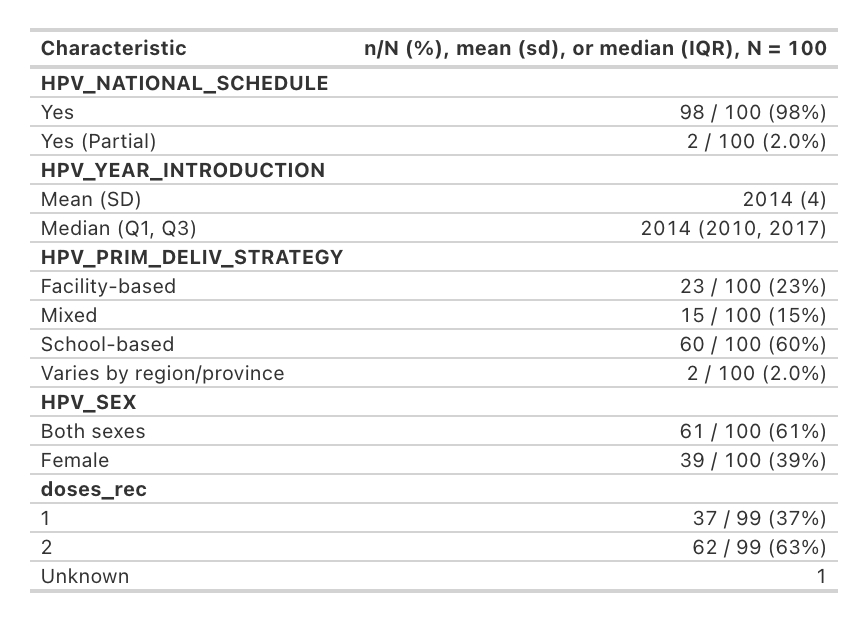 Characteristic n/N (%), mean (sd), or median (IQR), N = 100
HPV_NATIONAL_SCHEDULE
Yes 98 / 100 (98%)
Yes (Partial) 2 / 100 (2.0%)
HPV_YEAR_INTRODUCTION
Mean (SD) 2014 (4)
Median (Q1, Q3) 2014 (2010, 2017)
HPV_PRIM_DELIV_STRATEGY
Facility-based 23 / 100 (23%)
Mixed 15 / 100 (15%)
School-based 60 / 100 (60%)
Varies by region/province 2 / 100 (2.0%)
HPV_SEX
Both sexes 61 / 100 (61%)
Female 39 / 100 (39%)
doses_rec
1 37 / 99 (37%)
2 62 / 99 (63%)
Unknown 1